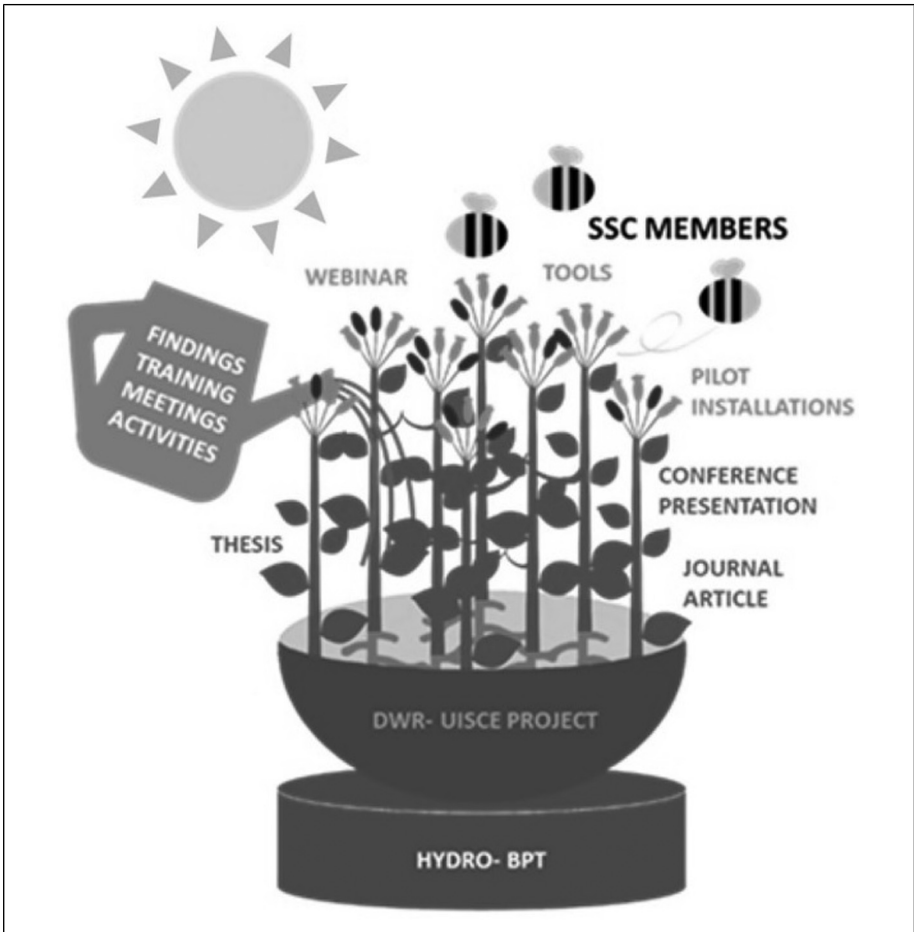 SSC MEMBERS
WEBINAR
TOOLS
FINDINGS
TRAINING
MEETINGS
ACTIVITIES
PILOT
INSTALLATIONS
CONFERENCE
PRESENTATION
THESIS
JOURNAL
ARTICLE
DWR- UISCE PROJECT
HYDRO- BPT